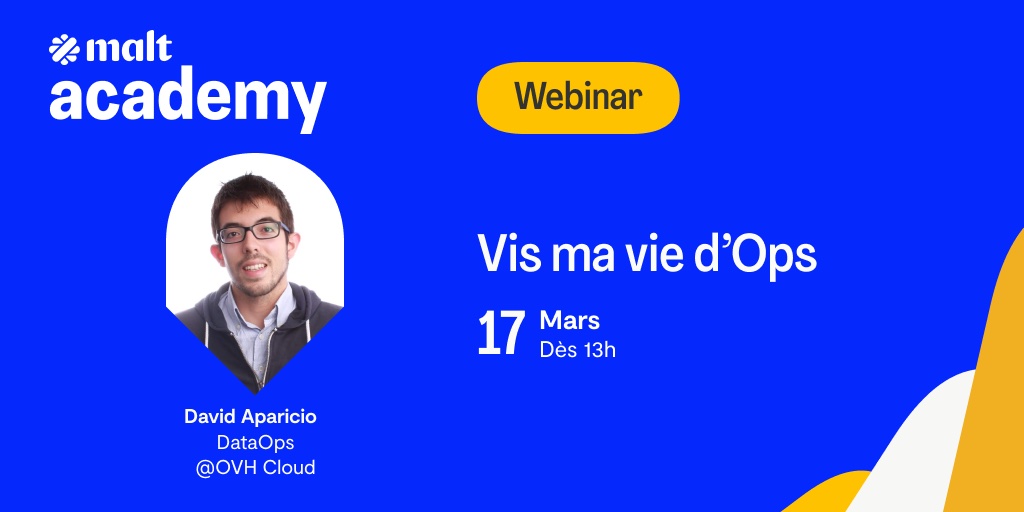 malt
academy
Webinar
Vis ma vie d’Ops
17 Mars
Dès 13h
David Aparicio
DataOps
@OVH Cloud